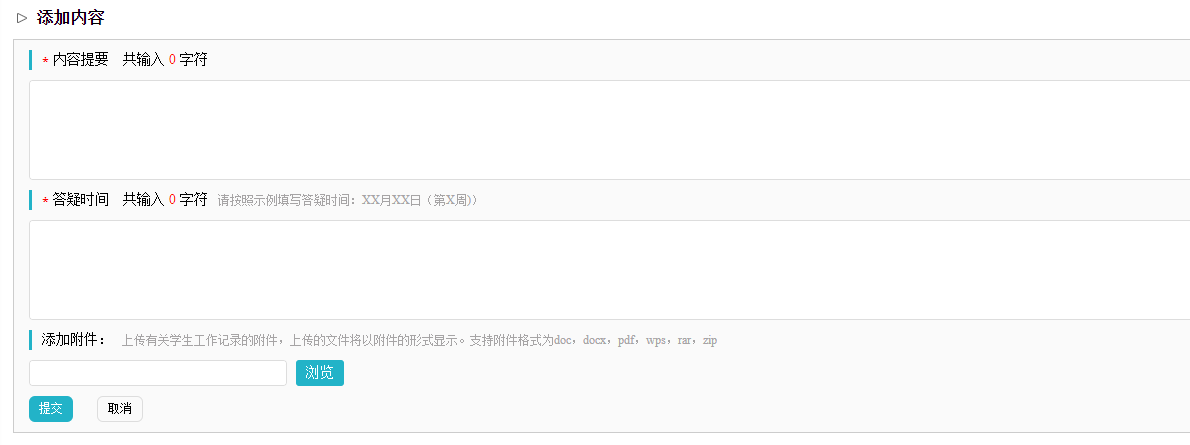 添加内容
* 内容提要 共输入 0 字符
* 答疑时间 共输入 0 字符 请按照示例填写答疑时间：XX月XX日（第X周)）
添加附件： 上传有关学生工作记录的附件，上传的文件将以附件的形式显示。支持附件格式为doc，docx，pdf，wps，rar，zip
浏览
提交 取消